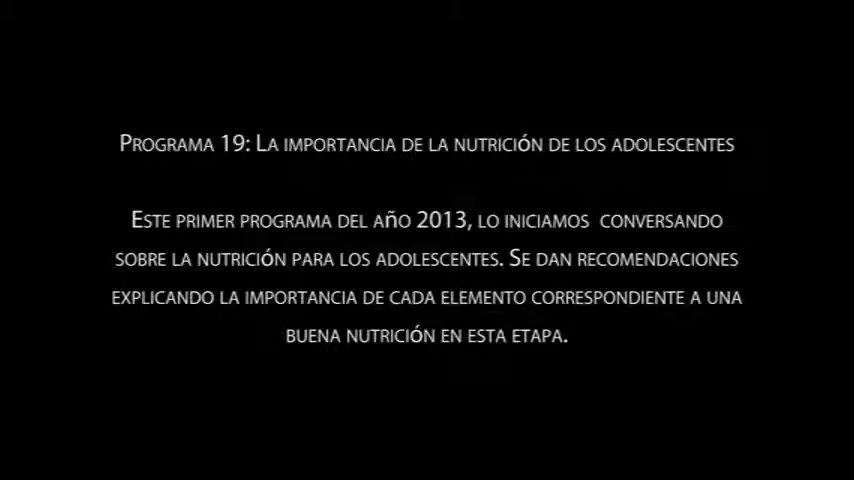 Programa 19: La importancia de la nutrición de los adolescentes
Este primer programa del año 2013, lo iniciamos conversando
sobre la nutrición para los adolescentes. Se dan recomendaciones
explicando la importancia de cada elemento correspondiente a una
buena nutrición en esta etapa.